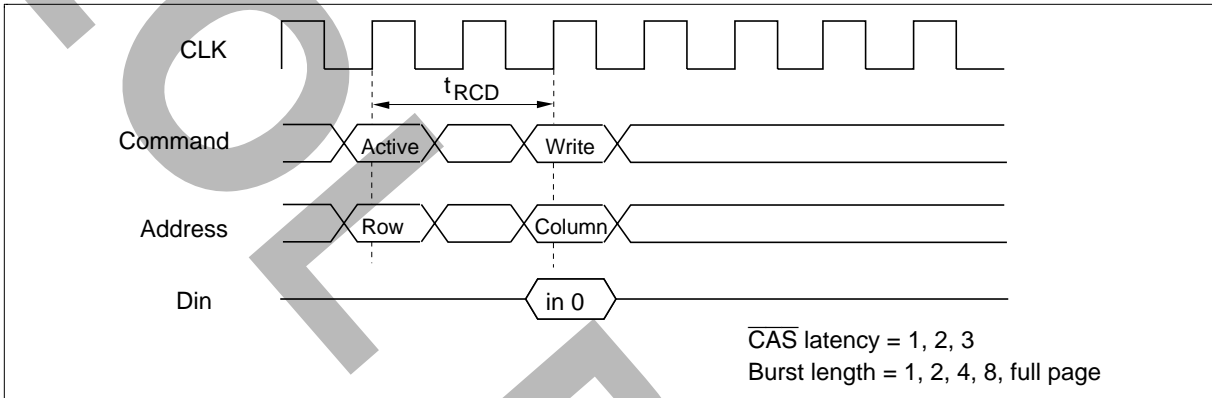 CLK
tRCD
Command
Active
Write
Address
Row
Column
Din
in 0
CAS latency = 1, 2, 3
Burst length = 1, 2, 4, 8, full page